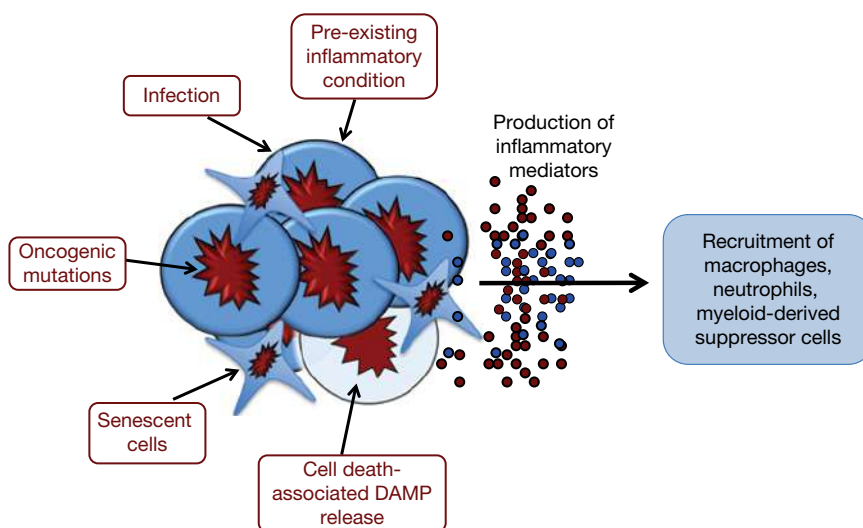 Pre-existing
inflammatory
condition
Infection
Production of
inflammatory
mediators
Oncogenic
mutations
Recruitment of
macrophages,
neutrophils,
myeloid-derived
suppressor cells
Senescent
cells
Cell death-
associated DAMP
release